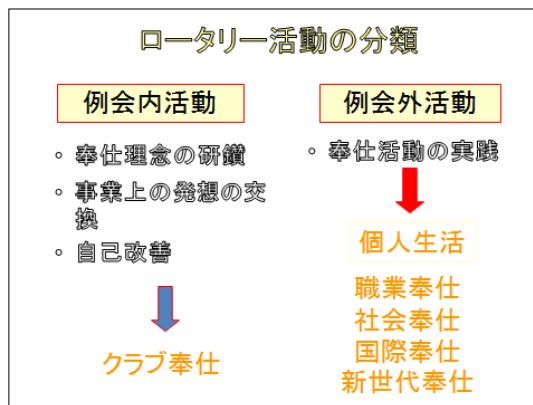 ロータリー活動の分類
例会内活動
・ 奉仕理念の研鑽
・ 事業上の発想の交
換
・ 自己改善
クラブ奉仕
例会外活動
・ 奉仕活動の実践
個人生活
職業奉仕
社会奉仕
国際奉仕
新世代奉仕